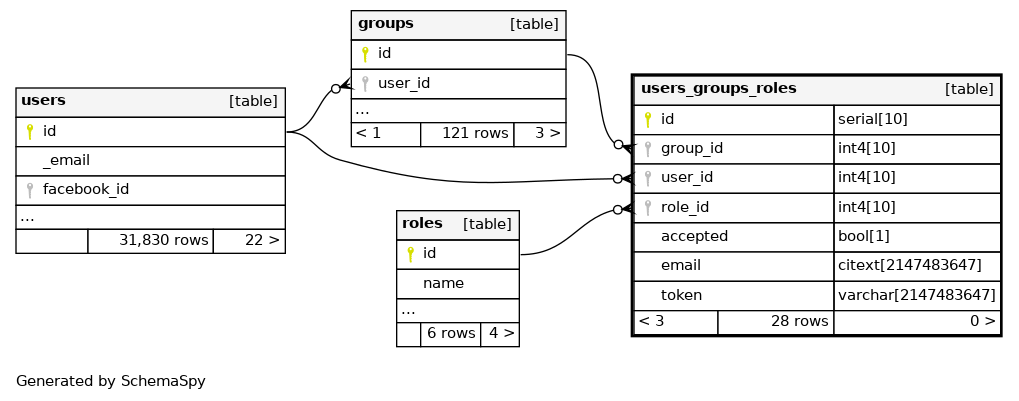 groups [table]
id
user_id
...
< 1 121 rows 3 >
users [table]
id
_email
facebook_id
...
31,830 rows 22 >
roles [table]
id
name
...
6 rows 4 >
users_groups_roles [table]
id serial[10]
group_id int4[10]
user_id int4[10]
role_id int4[10]
accepted bool[1]
email citext[2147483647]
token varchar[2147483647]
< 3 28 rows 0 >
Generated by SchemaSpy